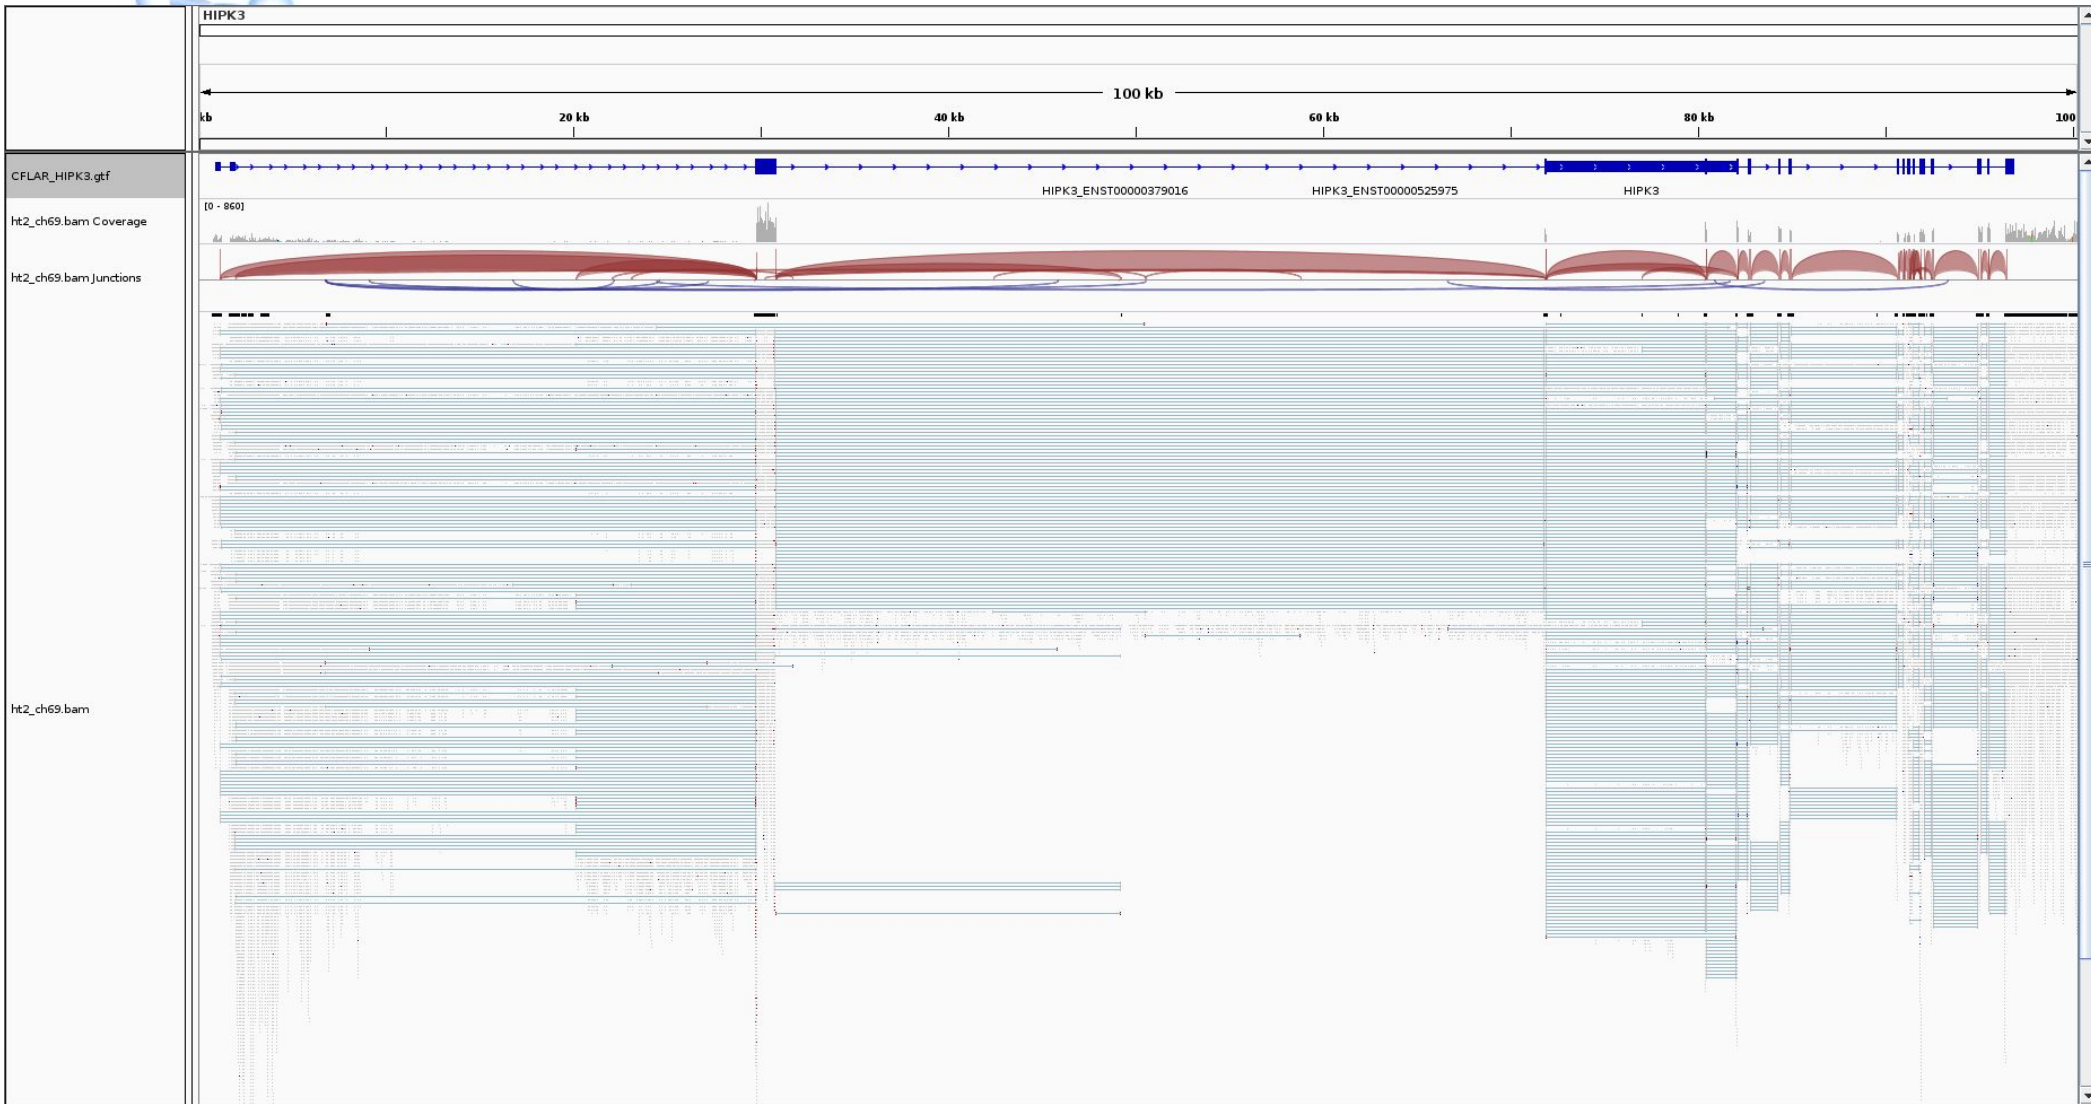 HIPK3
100 kb
kb 20 kb 40 kb 60 kb 80 kb 100
CFLAR_HIPK3.gtf
HIPK3_ENST00000379016 HIPK3_ENST00000525975 HIPK3
[0 - 860]
ht2_ch69.bam Coverage
ht2_ch69.bam Junctions
ht2_ch69.bam